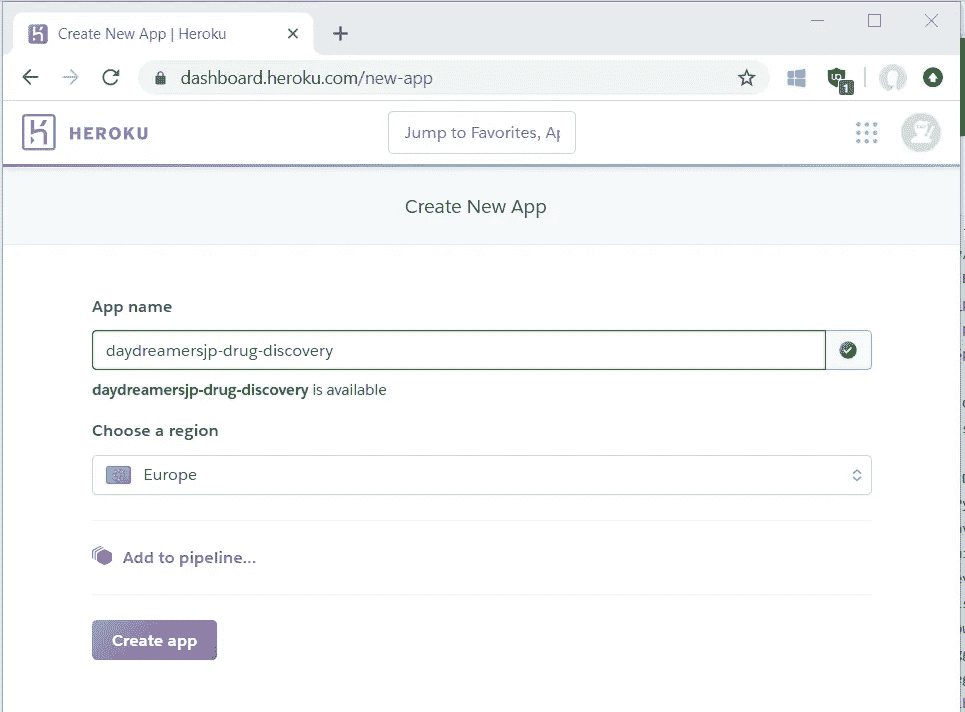 Create New App | Heroku
dashboard.heroku.com/new-app
1
HEROKU
Jump to Favorites, Ap
Create New App
App name
daydreamersjp-drug-discovery
daydreamersjp-drug-discovery is available
Choose a region
Europe
Add to pipeline...
Create app